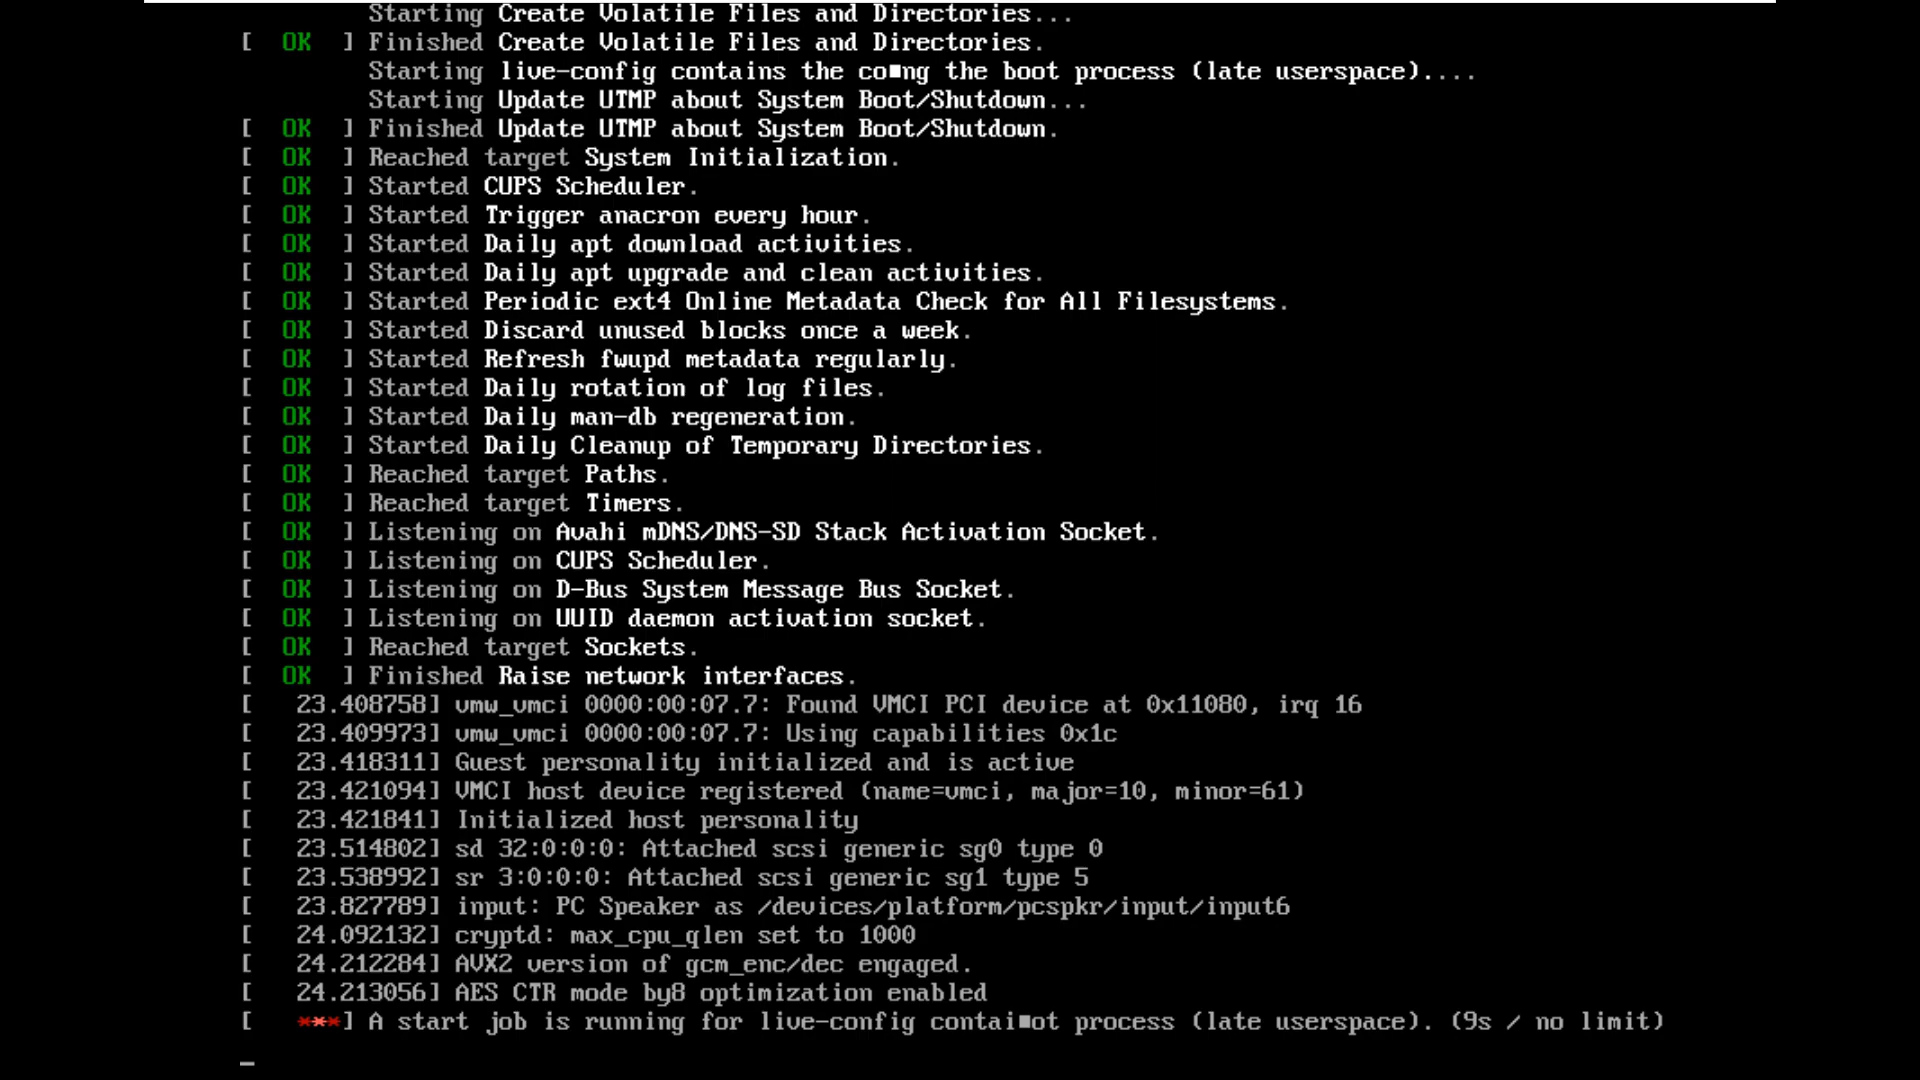 Starting Create Volatile Files and Directories...
[  OK  ] Finished Create Volatile Files and Directories.
Starting live-config contains the co■ng the boot process (late userspace)....
Starting Update UTMP about System Boot/Shutdown...
[  OK  ] Finished Update UTMP about System Boot/Shutdown.
[  OK  ] Reached target System Initialization.
[  OK  ] Started CUPS Scheduler.
[  OK  ] Started Trigger anacron every hour.
[  OK  ] Started Daily apt download activities.
[  OK  ] Started Daily apt upgrade and clean activities.
[  OK  ] Started Periodic ext4 Online Metadata Check for All Filesystems.
[  OK  ] Started Discard unused blocks once a week.
[  OK  ] Started Refresh fwupd metadata regularly.
[  OK  ] Started Daily rotation of log files.
[  OK  ] Started Daily man-db regeneration.
[  OK  ] Started Daily Cleanup of Temporary Directories.
[  OK  ] Reached target Paths.
[  OK  ] Reached target Timers.
[  OK  ] Listening on Avahi mDNS/DNS-SD Stack Activation Socket.
[  OK  ] Listening on CUPS Scheduler.
[  OK  ] Listening on D-Bus System Message Bus Socket.
[  OK  ] Listening on UUID daemon activation socket.
[  OK  ] Reached target Sockets.
[  OK  ] Finished Raise network interfaces.
[   23.408758] vmw_vmci 0000:00:07.7: Found VMCI PCI device at 0x11080, irq 16
[   23.409973] vmw_vmci 0000:00:07.7: Using capabilities 0x1c
[   23.418311] Guest personality initialized and is active
[   23.421094] VMCI host device registered (name=vmci, major=10, minor=61)
[   23.421841] Initialized host personality
[   23.514802] sd 32:0:0:0: Attached scsi generic sg0 type 0
[   23.538992] sr 3:0:0:0: Attached scsi generic sg1 type 5
[   23.827789] input: PC Speaker as /devices/platform/pcspkr/input/input6
[   24.092132] cryptd: max_cpu_qlen set to 1000
[   24.212284] AVX2 version of gcm_enc/dec engaged.
[   24.213056] AES CTR mode by8 optimization enabled
[   ***] A start job is running for live-config contai■ot process (late userspace). (9s / no limit)